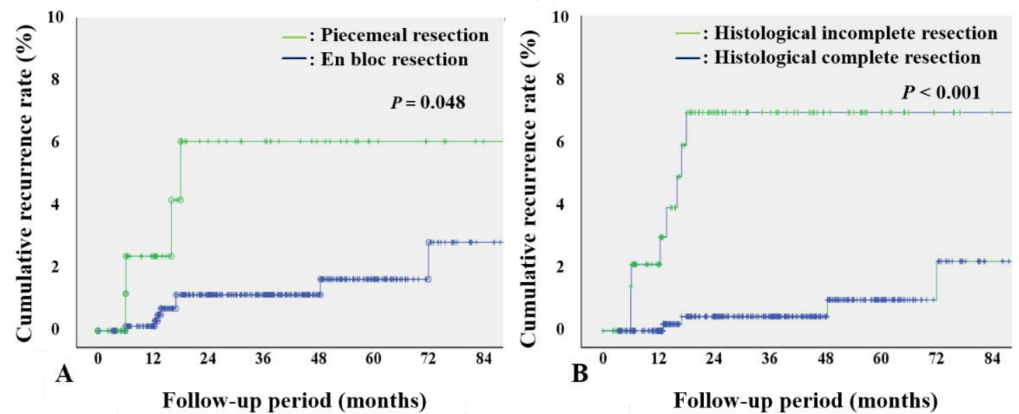 10
8
6
4
2
0
Cumulative recurrence rate (%)
: Piecemeal resection
: En bloc resection
P = 0.048
0 12 24 36 48 60 72 84
A
Follow-up period (months)
10
8
6
4
2
0
Cumulative recurrence rate (%)
: Histological incomplete resection
: Histological complete resection
P < 0.001
0 12 24 36 48 60 72 84
B
Follow-up period (months)